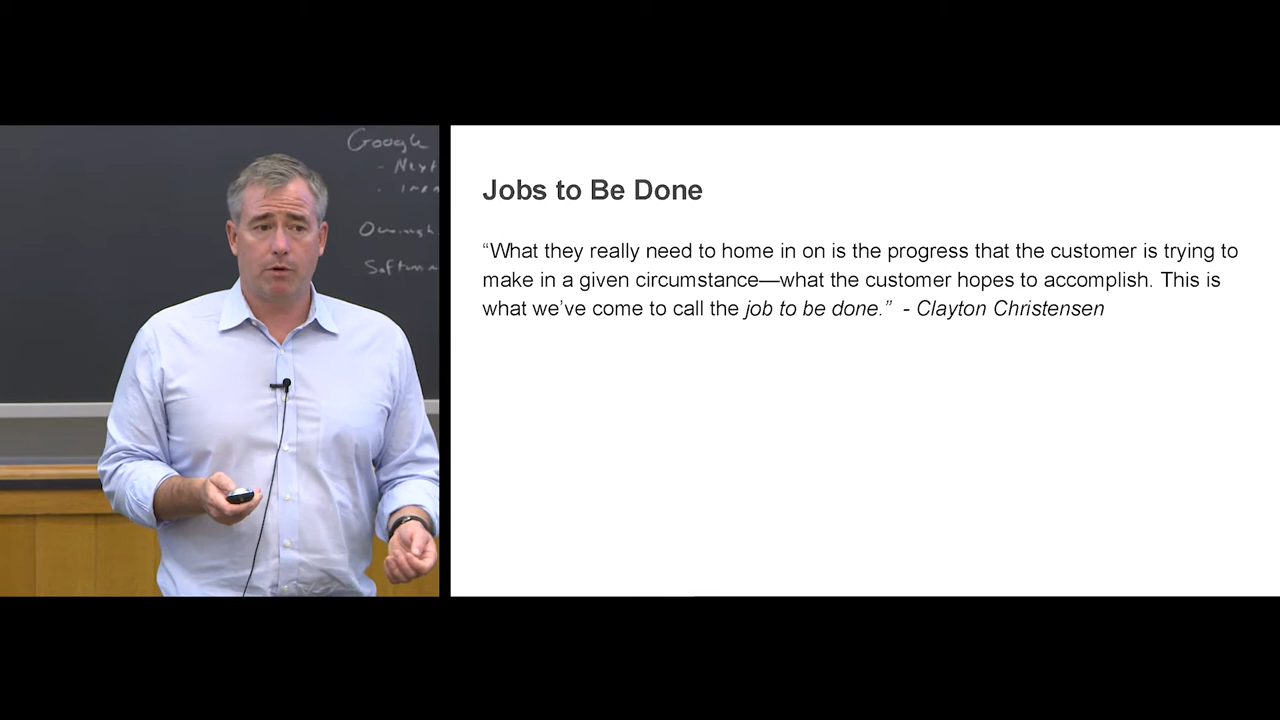 Google
Jobs to Be Done
“What they really need to home in on is the progress that the customer is trying to
make in a given circumstance—what the customer hopes to accomplish. This is
what we’ve come to call the job to be done.”  - Clayton Christensen